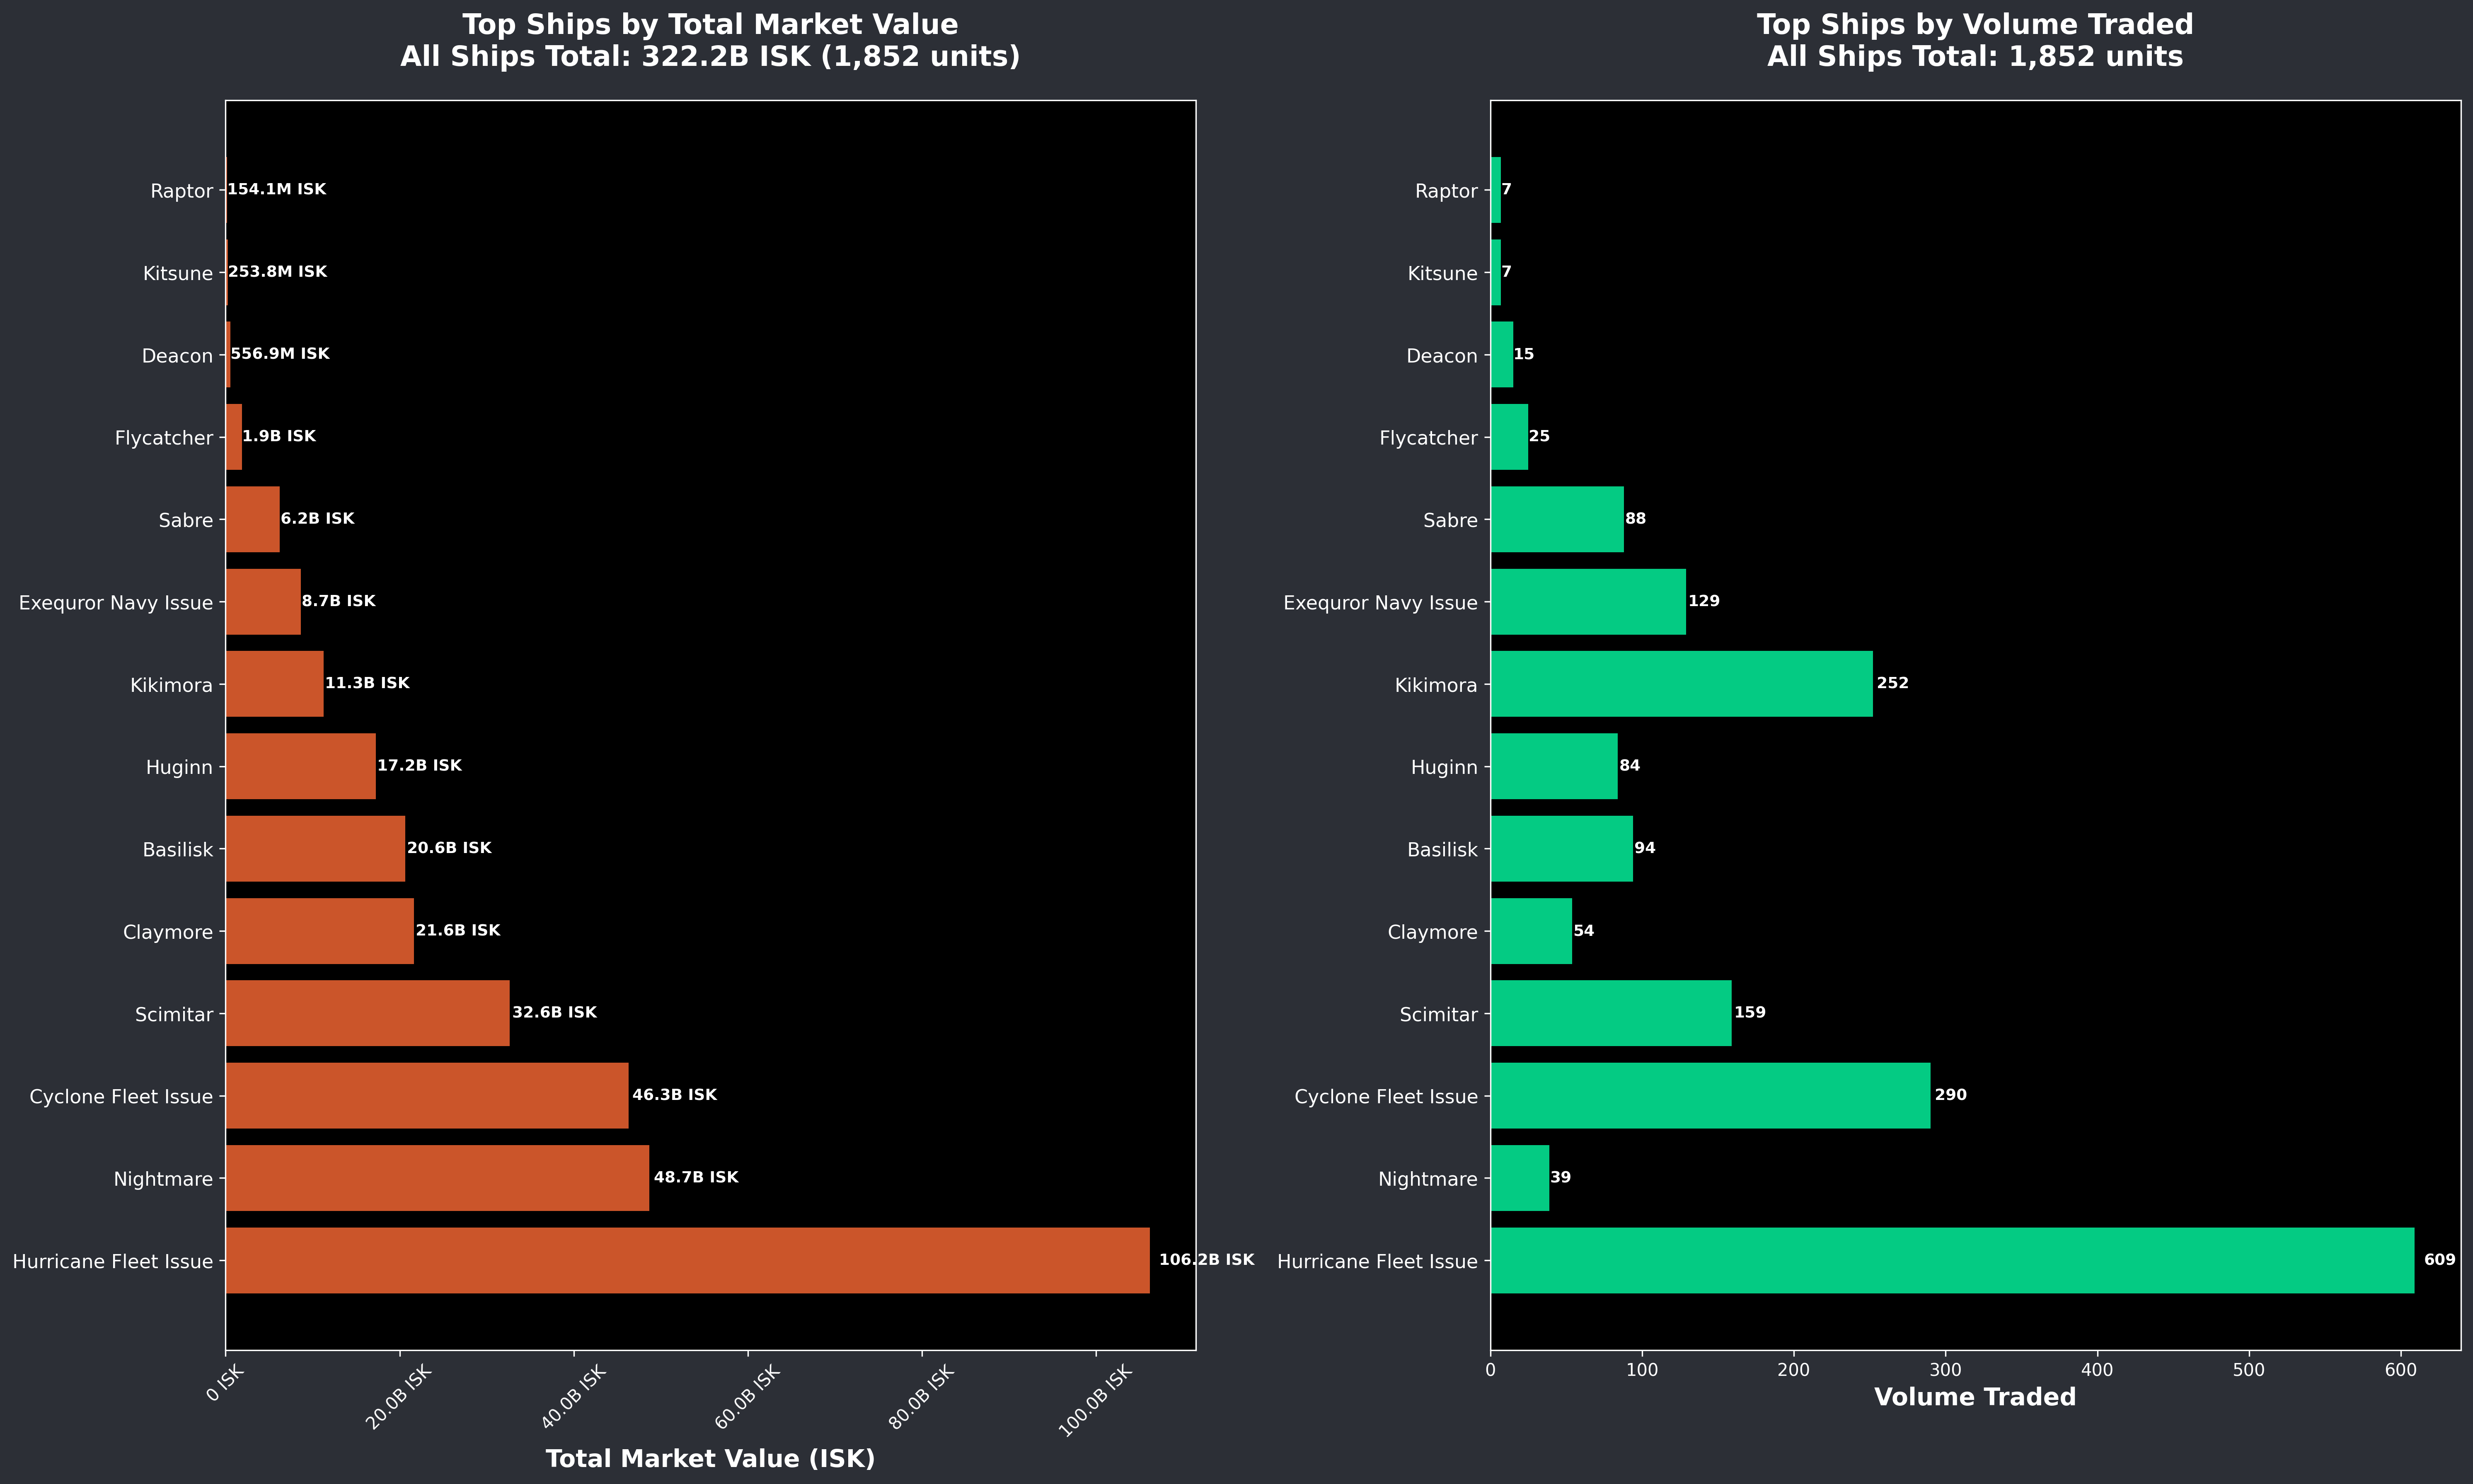 Top Ships by Total Market Value
All Ships Total: 322.2B ISK (1,852 units)
Raptor
154.1M ISK
Kitsune
253.8M ISK
Deacon
556.9M ISK
Flycatcher
1.9B ISK
Sabre
6.2B ISK
Exequror Navy Issue
8.7B ISK
Kikimora
11.3B ISK
Huginn
17.2B ISK
Basilisk
20.6B ISK
Claymore
21.6B ISK
Scimitar
32.6B ISK
Cyclone Fleet Issue
46.3B ISK
Nightmare
48.7B ISK
Hurricane Fleet Issue
106.2B ISK
0 ISK
20.0B ISK
40.0B ISK
60.0B ISK
80.0B ISK
100.0B ISK
Total Market Value (ISK)
Top Ships by Volume Traded
All Ships Total: 1,852 units
Raptor
7
Kitsune
7
Deacon
15
Flycatcher
25
Sabre
88
Exequror Navy Issue
129
Kikimora
252
Huginn
84
Basilisk
94
Claymore
54
Scimitar
159
Cyclone Fleet Issue
290
Nightmare
39
Hurricane Fleet Issue
609
0
100
200
300
400
500
600
Volume Traded